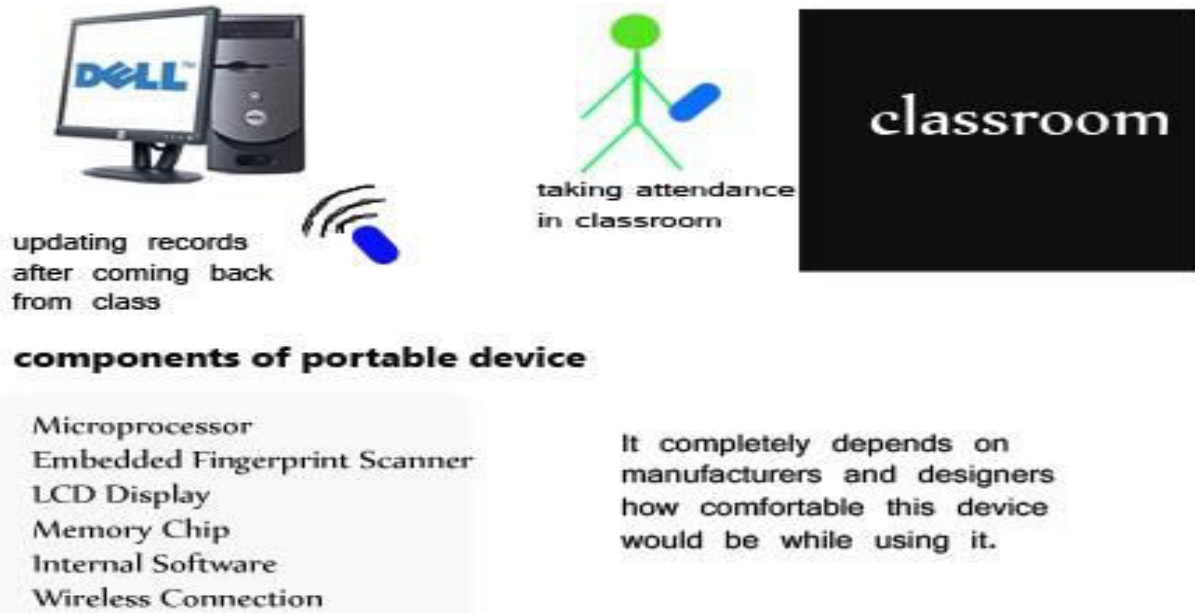 DELL™
classroom
taking attendance
in classroom
updating records
after coming back
from class
components of portable device
Microprocessor
Embedded Fingerprint Scanner
LCD Display
Memory Chip
Internal Software
Wireless Connection
It completely depends on
manufacturers and designers
how comfortable this device
would be while using it.